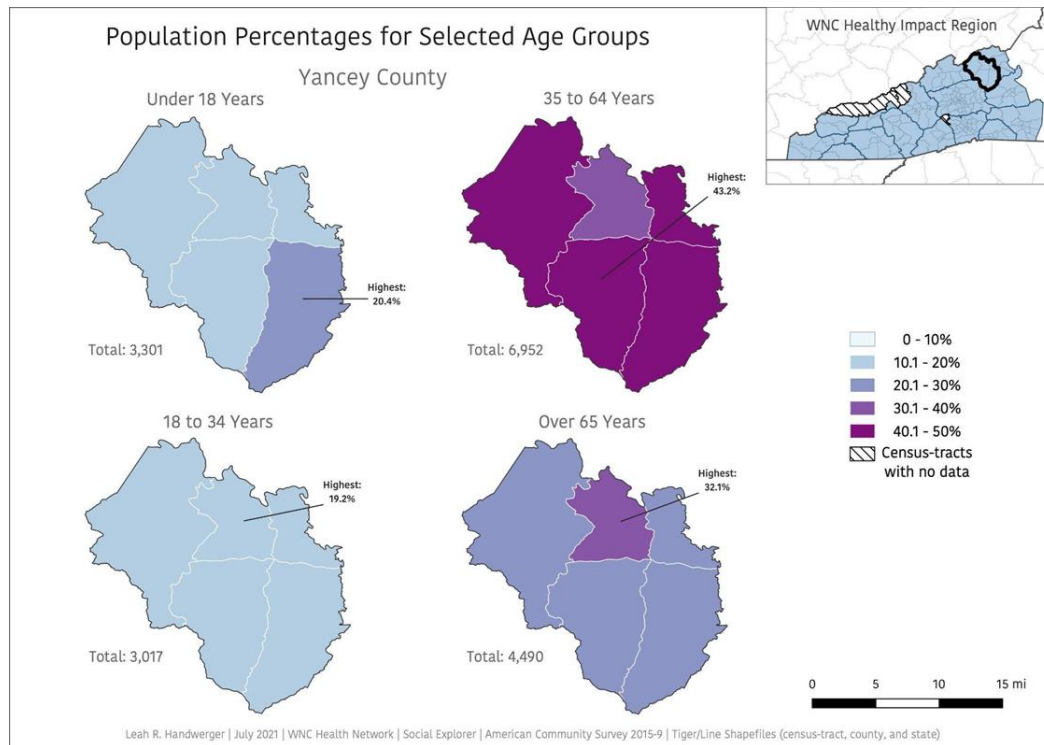 Population Percentages for Selected Age Groups
Yancey County
WNC Healthy Impact Region
Under 18 Years
Highest:
20.4%
Total: 3,301
35 to 64 Years
Highest:
43.2%
Total: 6,952
18 to 34 Years
Highest:
19.2%
Total: 3,017
Over 65 Years
Highest:
32.1%
Total: 4,490
0 - 10%
10.1 - 20%
20.1 - 30%
30.1 - 40%
40.1 - 50%
Census-tracts
with no data
0 5 10 15 mi
Leah R. Handwerger | July 2021 | WNC Health Network | Social Explorer | American Community Survey 2015-9 | Tiger/Line Shapefiles (census-tract, county, and state)